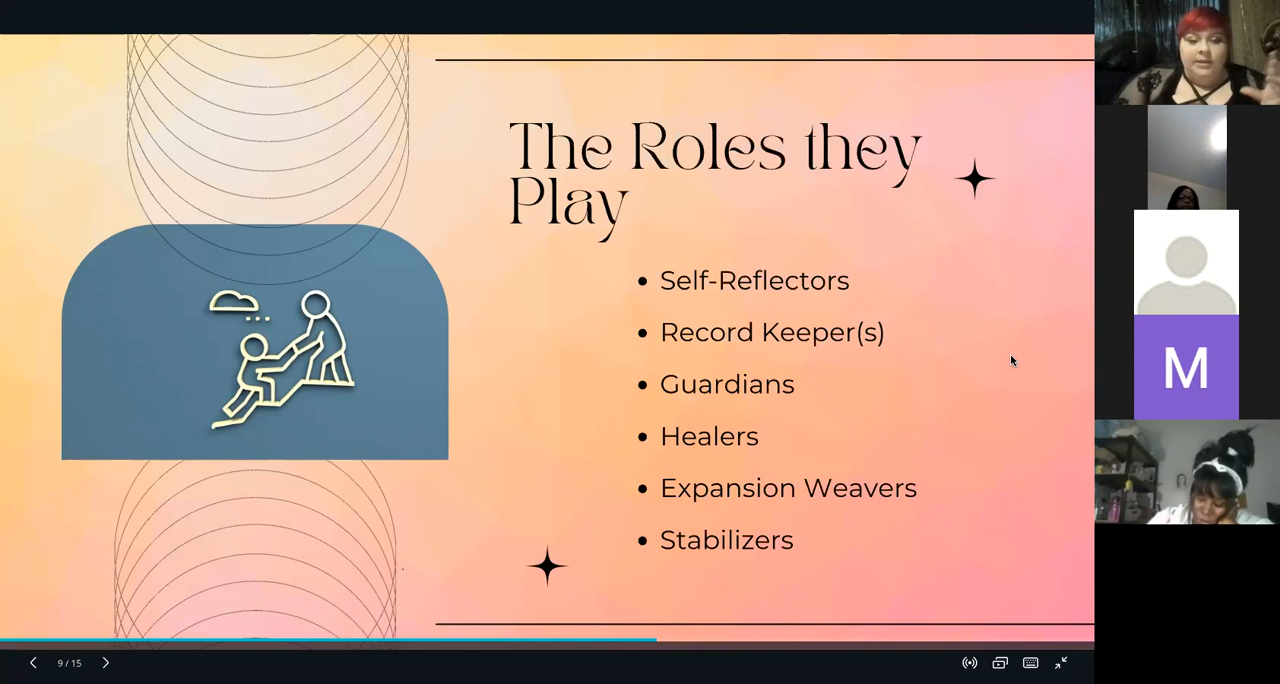 The Roles they
Play
Self-Reflectors
Record Keeper(s)
Guardians
Healers
Expansion Weavers
Stabilizers
M
9 / 15